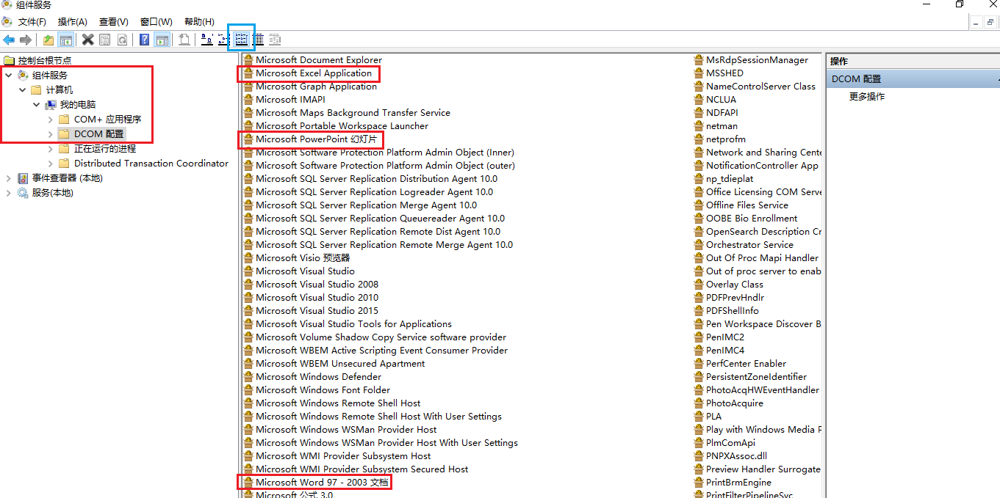 组件服务
文件(F) 操作(A) 查看(V) 窗口(W) 帮助(H)
控制台根节点
组件服务
计算机
我的电脑
COM+ 应用程序
DCOM 配置
正在运行的进程
Distributed Transaction Coordinator
事件查看器 (本地)
服务(本地)
Microsoft Document Explorer
Microsoft Excel Application
Microsoft Graph Application
Microsoft IMAPI
Microsoft Maps Background Transfer Service
Microsoft Portable Workspace Launcher
Microsoft PowerPoint 幻灯片
Microsoft Software Protection Platform Admin Object (Inner)
Microsoft Software Protection Platform Admin Object (outer)
Microsoft SQL Server Replication Distribution Agent 10.0
Microsoft SQL Server Replication Logreader Agent 10.0
Microsoft SQL Server Replication Merge Agent 10.0
Microsoft SQL Server Replication Queuereader Agent 10.0
Microsoft SQL Server Replication Remote Dist Agent 10.0
Microsoft SQL Server Replication Remote Merge Agent 10.0
Microsoft Visio 预览器
Microsoft Visual Studio
Microsoft Visual Studio 2008
Microsoft Visual Studio 2010
Microsoft Visual Studio 2015
Microsoft Visual Studio Tools for Applications
Microsoft Volume Shadow Copy Service software provider
Microsoft WBEM Active Scripting Event Consumer Provider
Microsoft WBEM Unsecured Apartment
Microsoft Windows Defender
Microsoft Windows Font Folder
Microsoft Windows Remote Shell Host
Microsoft Windows Remote Shell Host With User Settings
Microsoft Windows WSMan Provider Host
Microsoft Windows WSMan Provider Host With User Settings
Microsoft WMI Provider Subsystem Host
Microsoft WMI Provider Subsystem Secured Host
Microsoft Word 97 - 2003 文档
Microsoft 公式 3.0
MsRdpSessionManager
MSSHED
NameControlServer Class
NCLUA
NDFAPI
netman
netprofm
Network and Sharing Cente
NotificationController App
np_tdieplat
Office Licensing COM Serve
Offline Files Service
OOBE Bio Enrollment
OpenSearch Description Cr
Orchestrator Service
Out Of Proc Mapi Handler
Out of proc server to enab
Overlay Class
PDFPrevHndlr
PDFShellInfo
Pen Workspace Discover B
PenIMC2
PenIMC4
PerfCenter Enabler
PersistentZoneIdentifier
PhotoAcqHWEventHandler
PhotoAcquire
PLA
Play with Windows Media P
PlmComApi
PNPXAssoc.dll
Preview Handler Surrogate
PrintBrmEngine
PrintFilterPipelineSvc
操作
DCOM 配置
更多操作